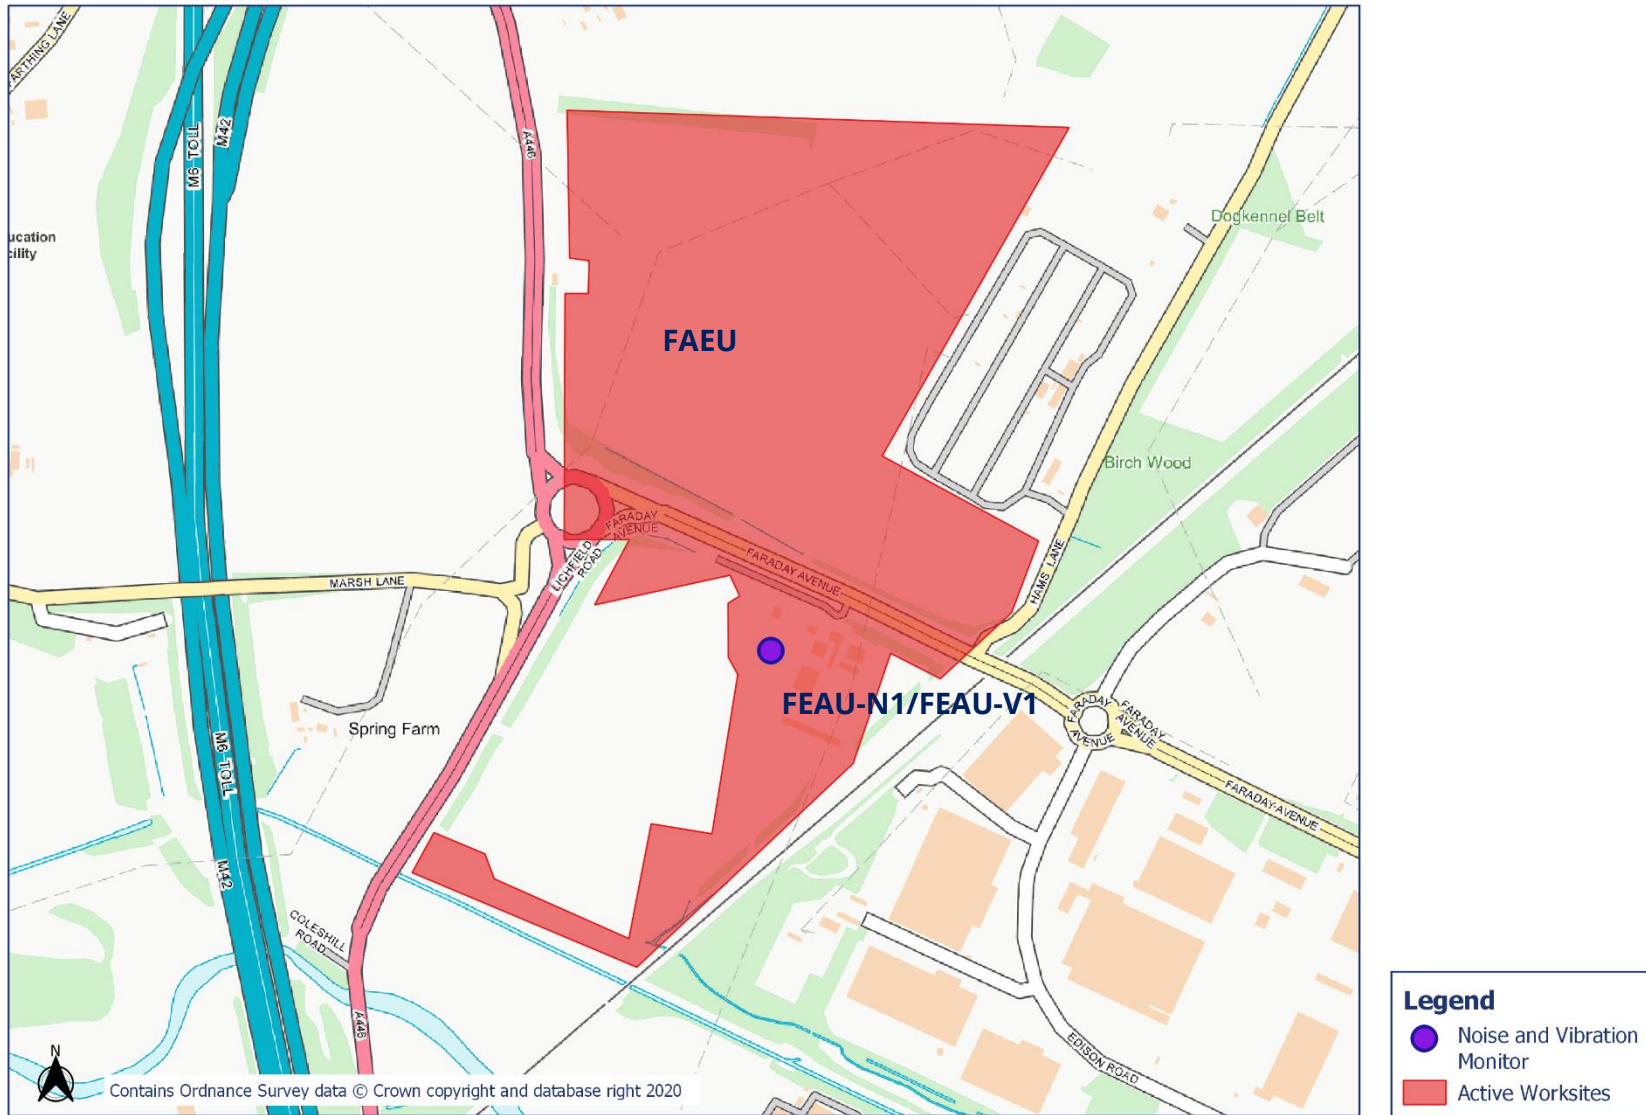 ARTHING LANE
M6 TOLL
M42
A446
ucation
cility
Dogkennel Belt
FAEU
Birch Wood
FARADAY
AVENUE
LICHFIELD
ROAD
FARADAY AVENUE
HAMS LANE
MARSH LANE
FEAU-N1/FEAU-V1
Spring Farm
FARADAY
AVENUE
FARADAY
AVENUE
FARADAY AVENUE
M6 TOLL
M42
COLESHILL
ROAD
A446
EDISON ROAD
N
Contains Ordnance Survey data © Crown copyright and database right 2020
Legend
Noise and Vibration
Monitor
Active Worksites